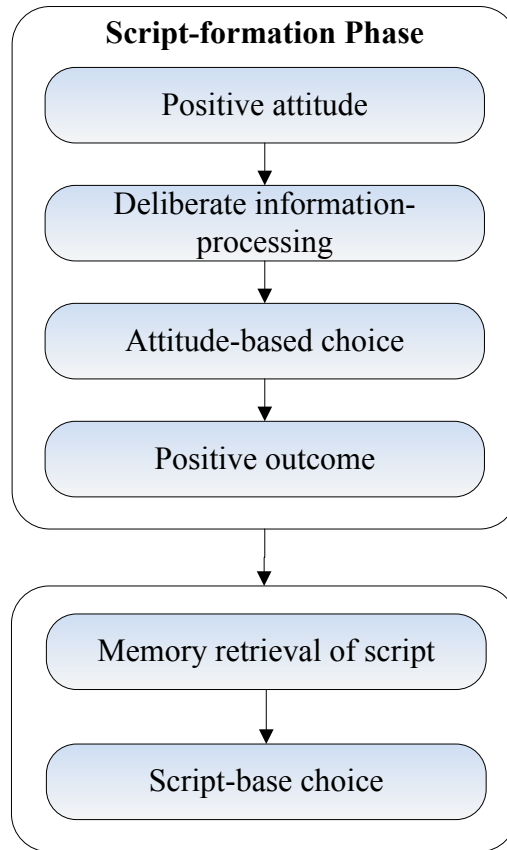 Script-formation Phase
Positive attitude
Deliberate information-
processing
Attitude-based choice
Positive outcome
Memory retrieval of script
Script-base choice